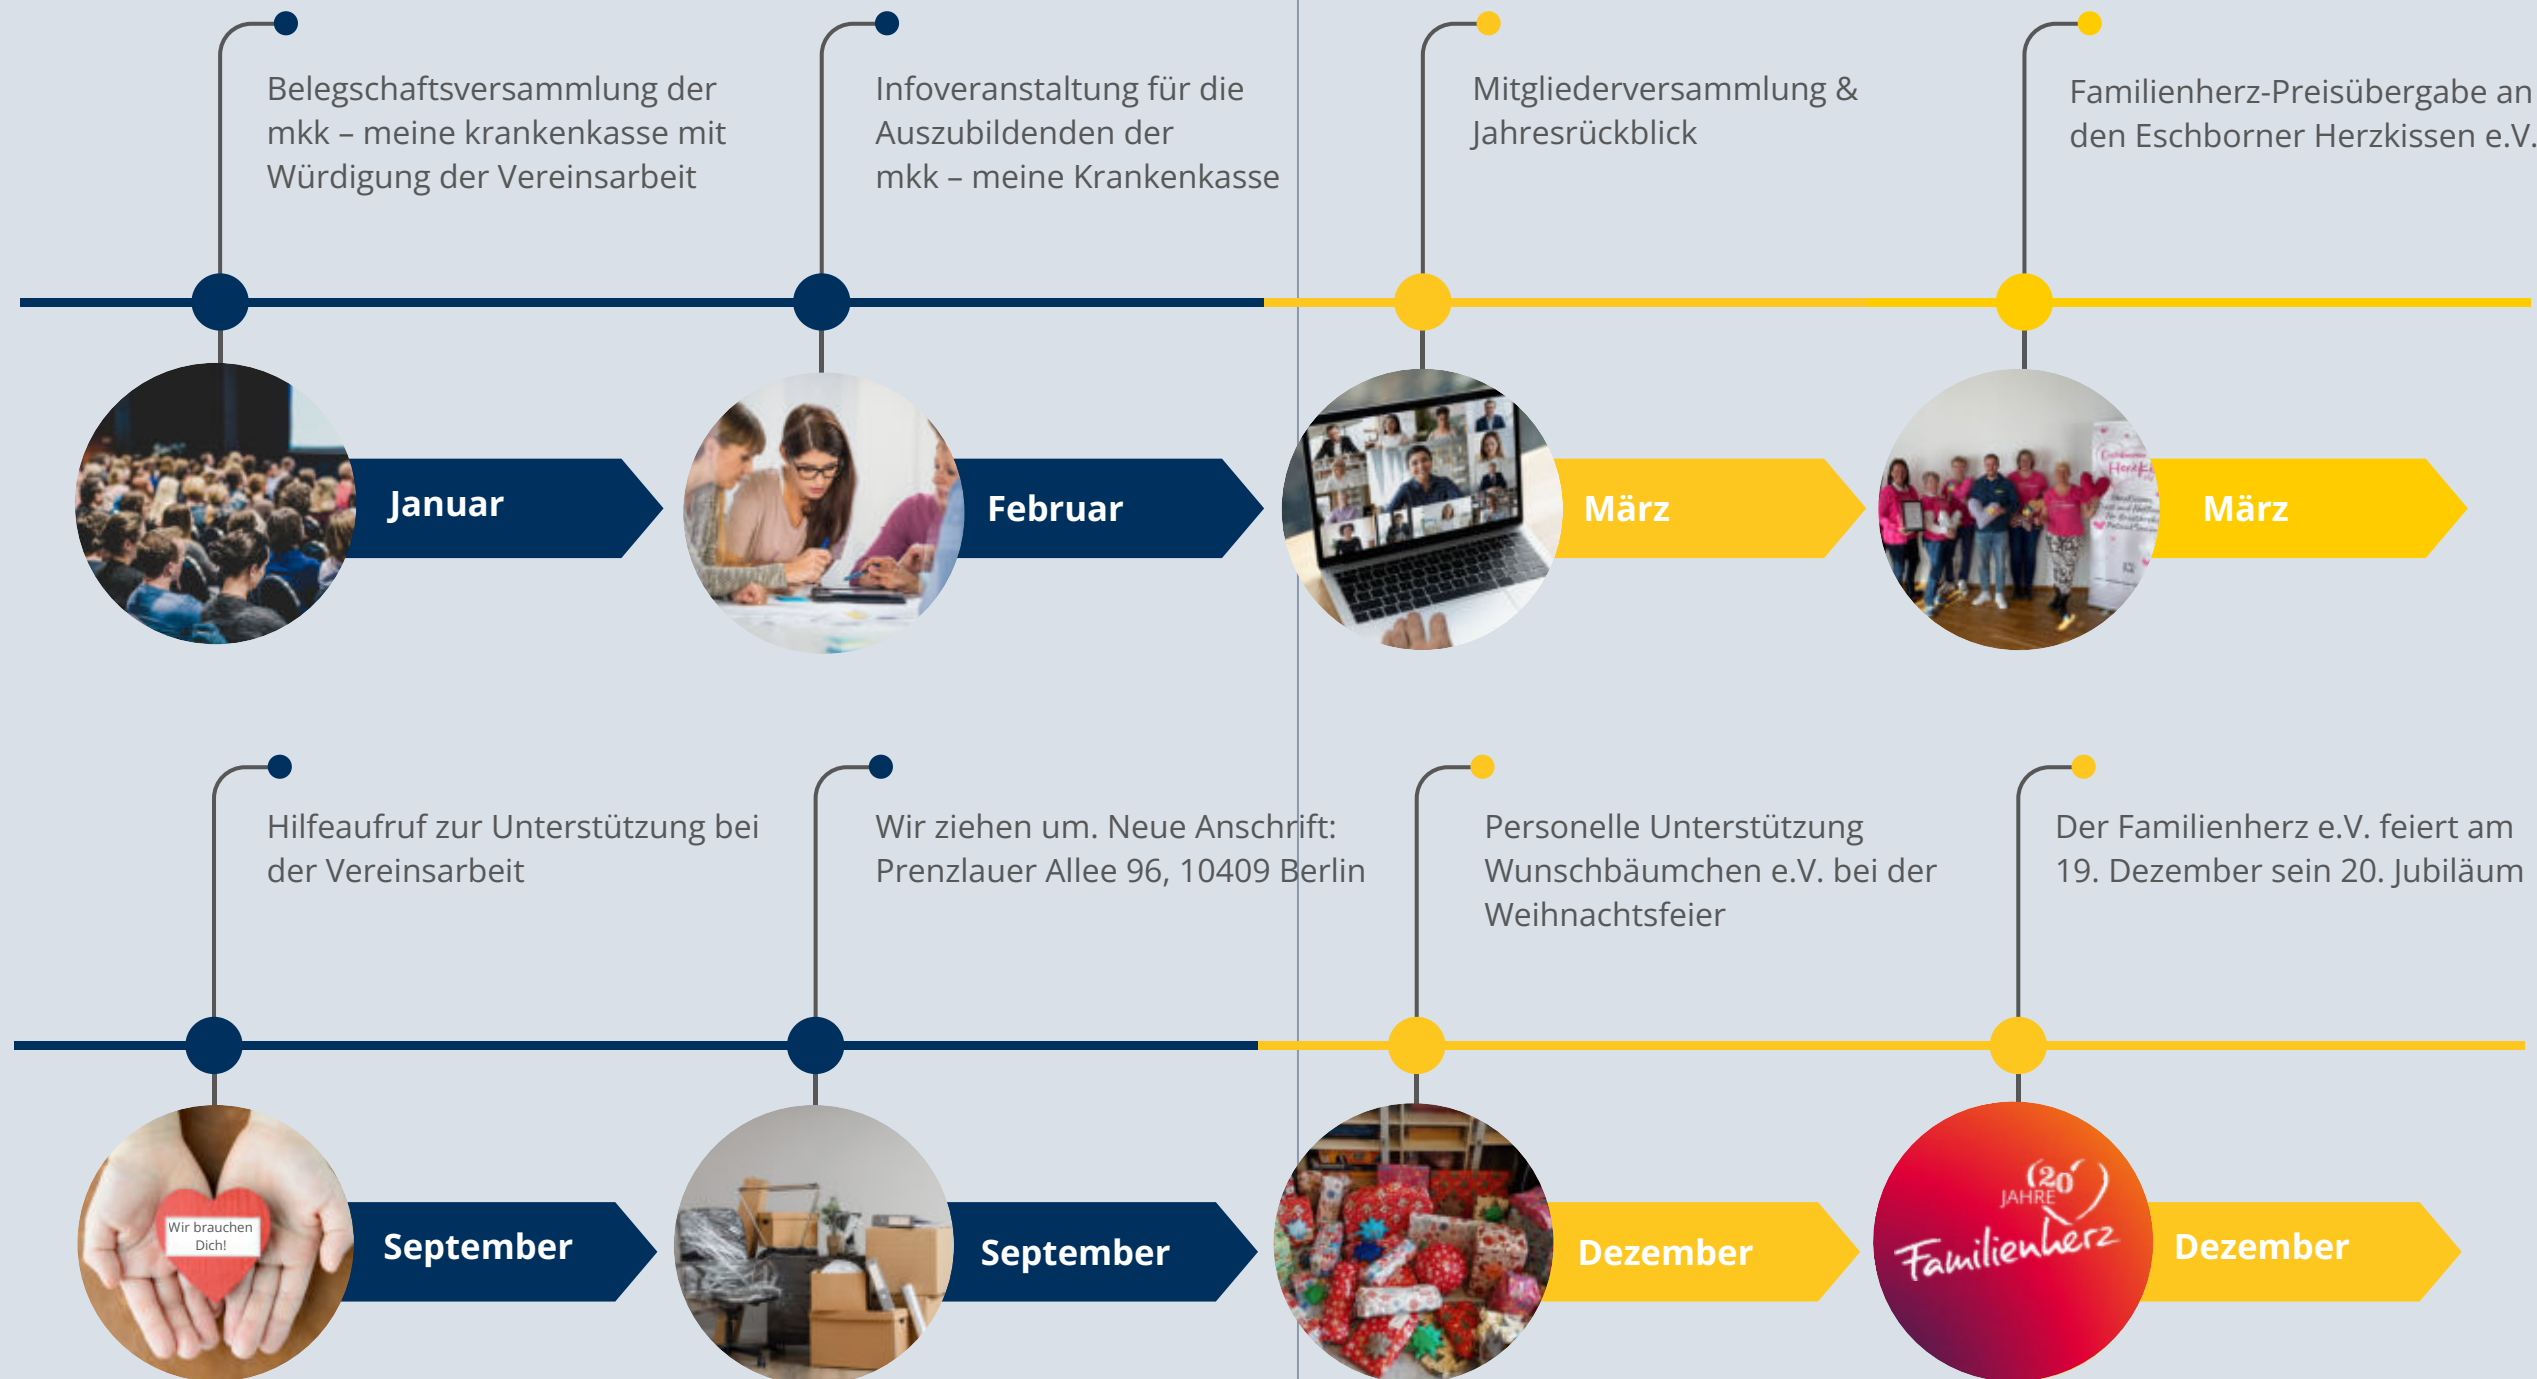 Belegschaftsversammlung der
mkk – meine krankenkasse mit
Würdigung der Vereinsarbeit
Januar
Infoveranstaltung für die
Auszubildenden der
mkk – meine Krankenkasse
Februar
Mitgliederversammlung &
Jahresrückblick
März
Familienherz-Preisübergabe an
den Eschborner Herzkissen e.V.
März
Hilfeaufruf zur Unterstützung bei
der Vereinsarbeit
Wir brauchen
Dich!
September
Wir ziehen um. Neue Anschrift:
Prenzlauer Allee 96, 10409 Berlin
September
Personelle Unterstützung
Wunschbäumchen e.V. bei der
Weihnachtsfeier
Dezember
Der Familienherz e.V. feiert am
19. Dezember sein 20. Jubiläum
20
JAHRE
Familienherz
Dezember